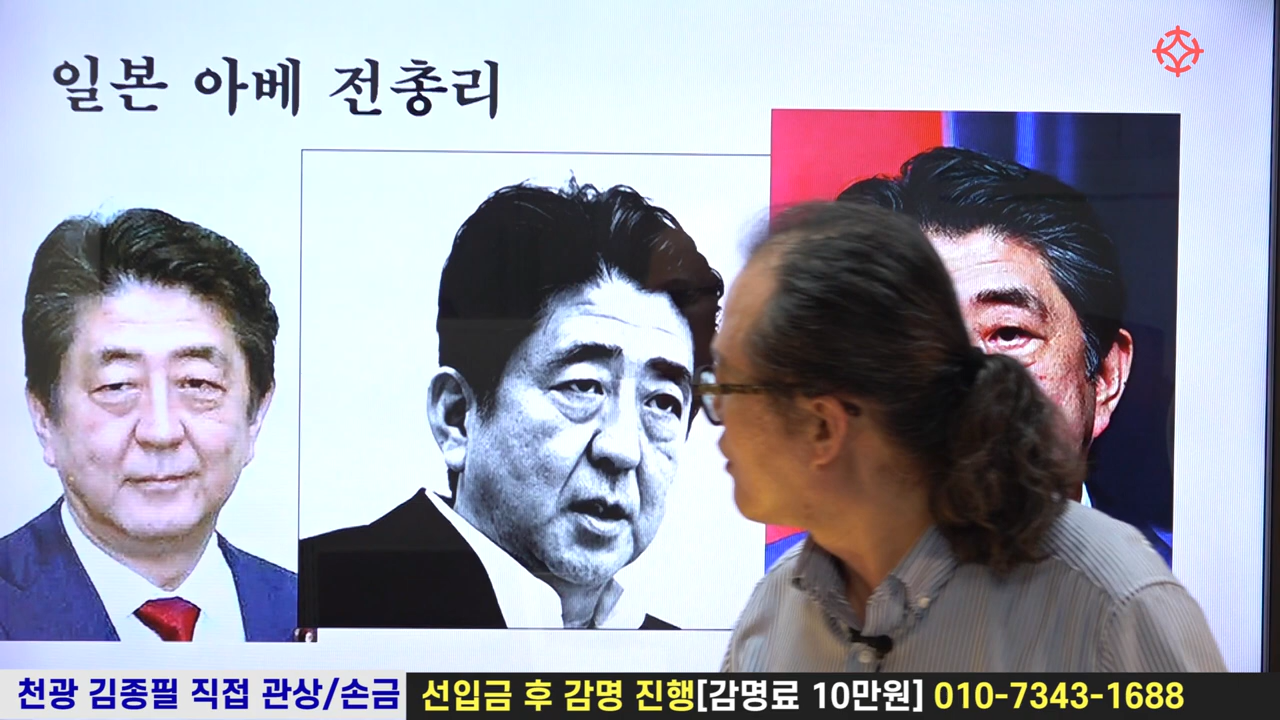 일본 아베 전총리
천광 김종필 직접 관상/손금
선입금 후 감명 진행[감명료 10만원] 010-7343-1688